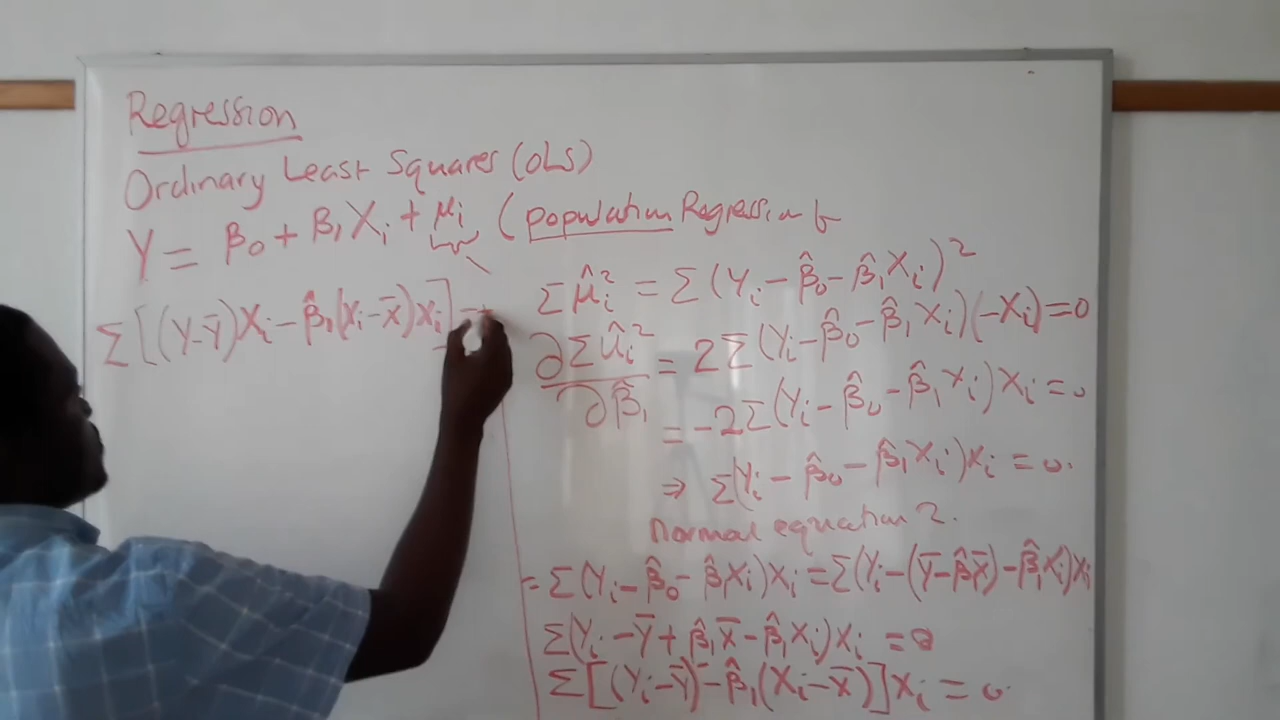 Regression
Ordinary Least Squares (OLS)
Y = β₀ + β₁Xᵢ + μᵢ (population Regression f
Σ[(Y-Ȳ)Xᵢ - β̂₁(Xᵢ-X̄)Xᵢ] =
Σμ̂ᵢ² = Σ(Yᵢ - β̂₀ - β̂₁Xᵢ)²
∂Σûᵢ²/∂β̂₁ = 2Σ(Yᵢ - β̂₀ - β̂₁Xᵢ)(-Xᵢ) = 0
= -2Σ(Yᵢ - β̂₀ - β̂₁Xᵢ)Xᵢ = 0
⇒ Σ(Yᵢ - β̂₀ - β̂₁Xᵢ)Xᵢ = 0.
Normal equation 2.
= Σ(Yᵢ - β̂₀ - β̂₁Xᵢ)Xᵢ = Σ(Yᵢ - (Ȳ - β̂X̄) - β̂₁Xᵢ)Xᵢ
Σ(Yᵢ - Ȳ + β̂₁X̄ - β̂₁Xᵢ)Xᵢ = 0
Σ[(Yᵢ - Ȳ) - β̂₁(Xᵢ - X̄)]Xᵢ = 0.